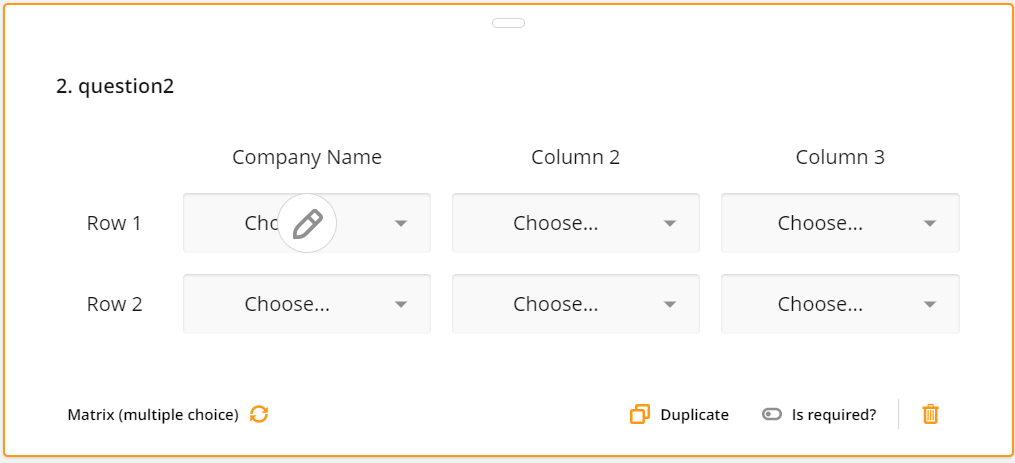 2. question2
Company Name Column 2 Column 3
Row 1 Cho Choose... Choose...
Row 2 Choose... Choose... Choose...
Matrix (multiple choice) Duplicate Is required?